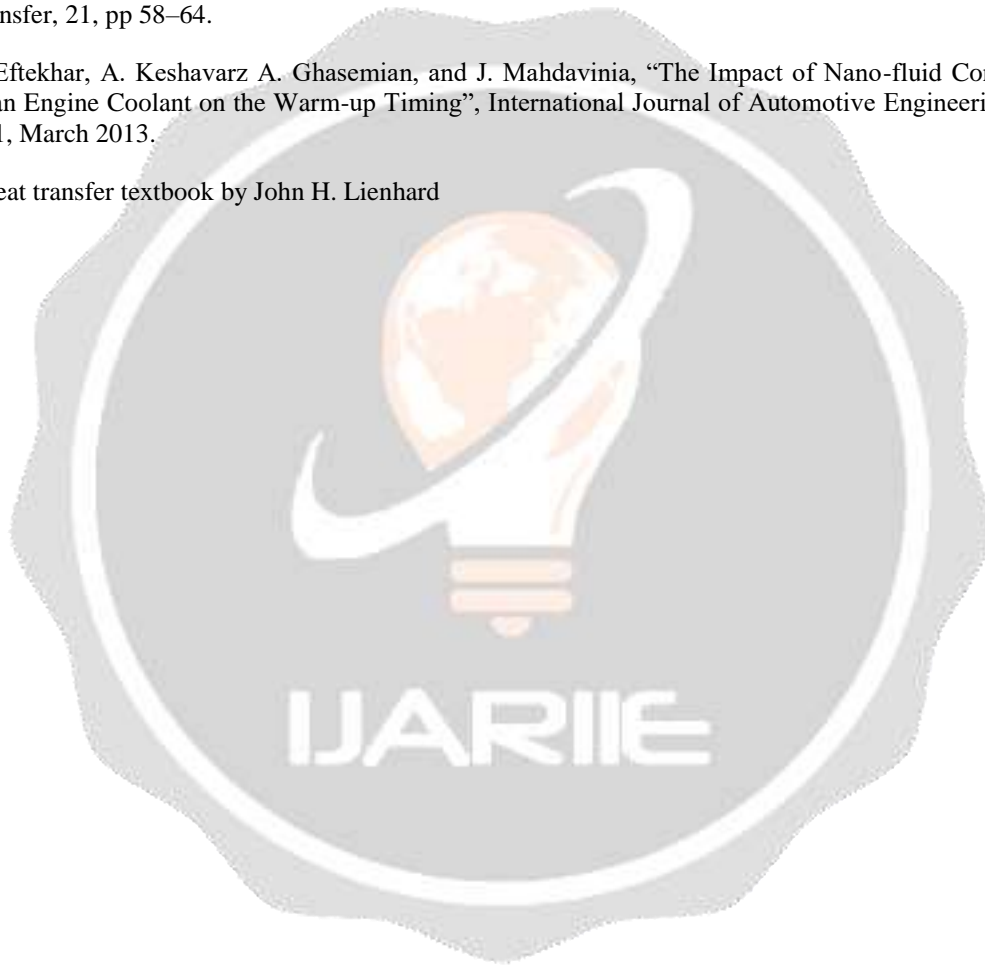 nsfer, 21, pp 58–64.
Eftekhar, A. Keshavarz A. Ghasemian, and J. Mahdavinia, “The Impact of Nano-fluid Co
an Engine Coolant on the Warm-up Timing”, International Journal of Automotive Engineeri
1, March 2013.
eat transfer textbook by John H. Lienhard
IJARIIE